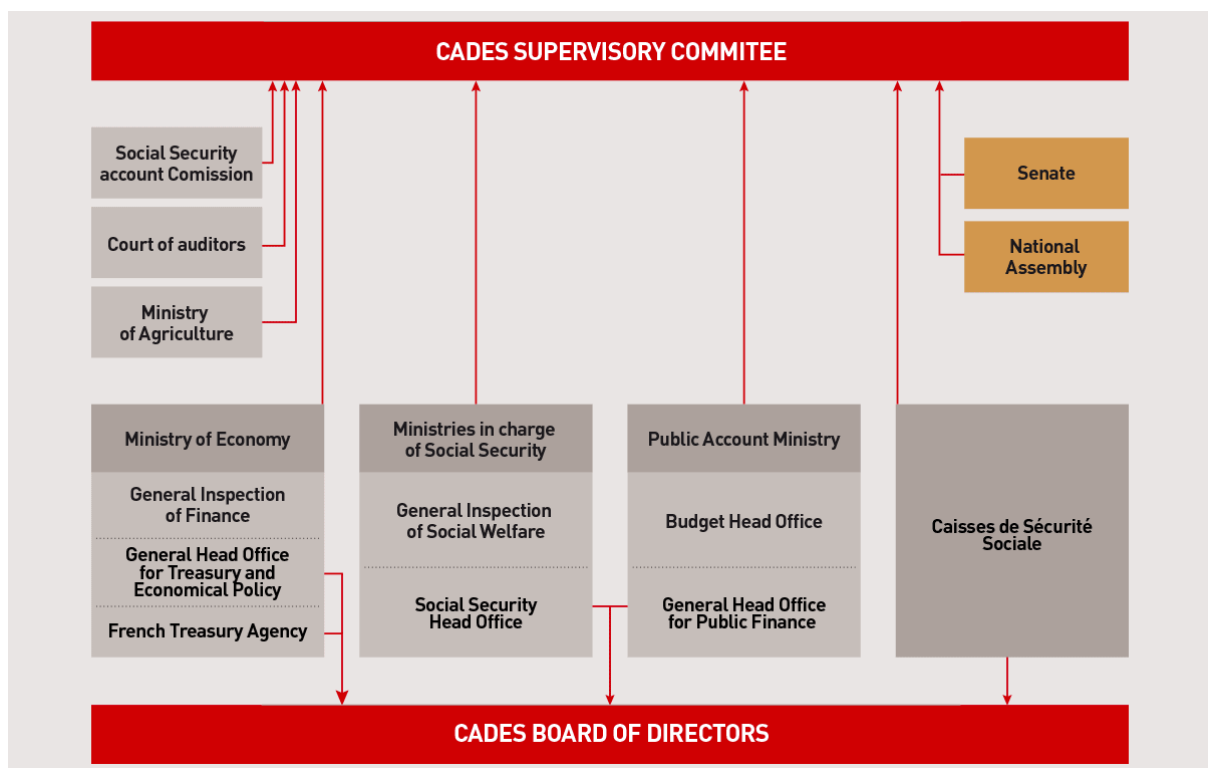 CADES SUPERVISORY COMMITEE
Social Security
account Comission
Court of auditors
Ministry
of Agriculture
Senate
National
Assembly
Ministry of Economy
General Inspection
of Finance
General Head Office
for Treasury and
Economical Policy
French Treasury Agency
Ministries in charge
of Social Security
General Inspection
of Social Welfare
Social Security
Head Office
Public Account Ministry
Budget Head Office
General Head Office
for Public Finance
Caisses de Sécurité
Sociale
CADES BOARD OF DIRECTORS